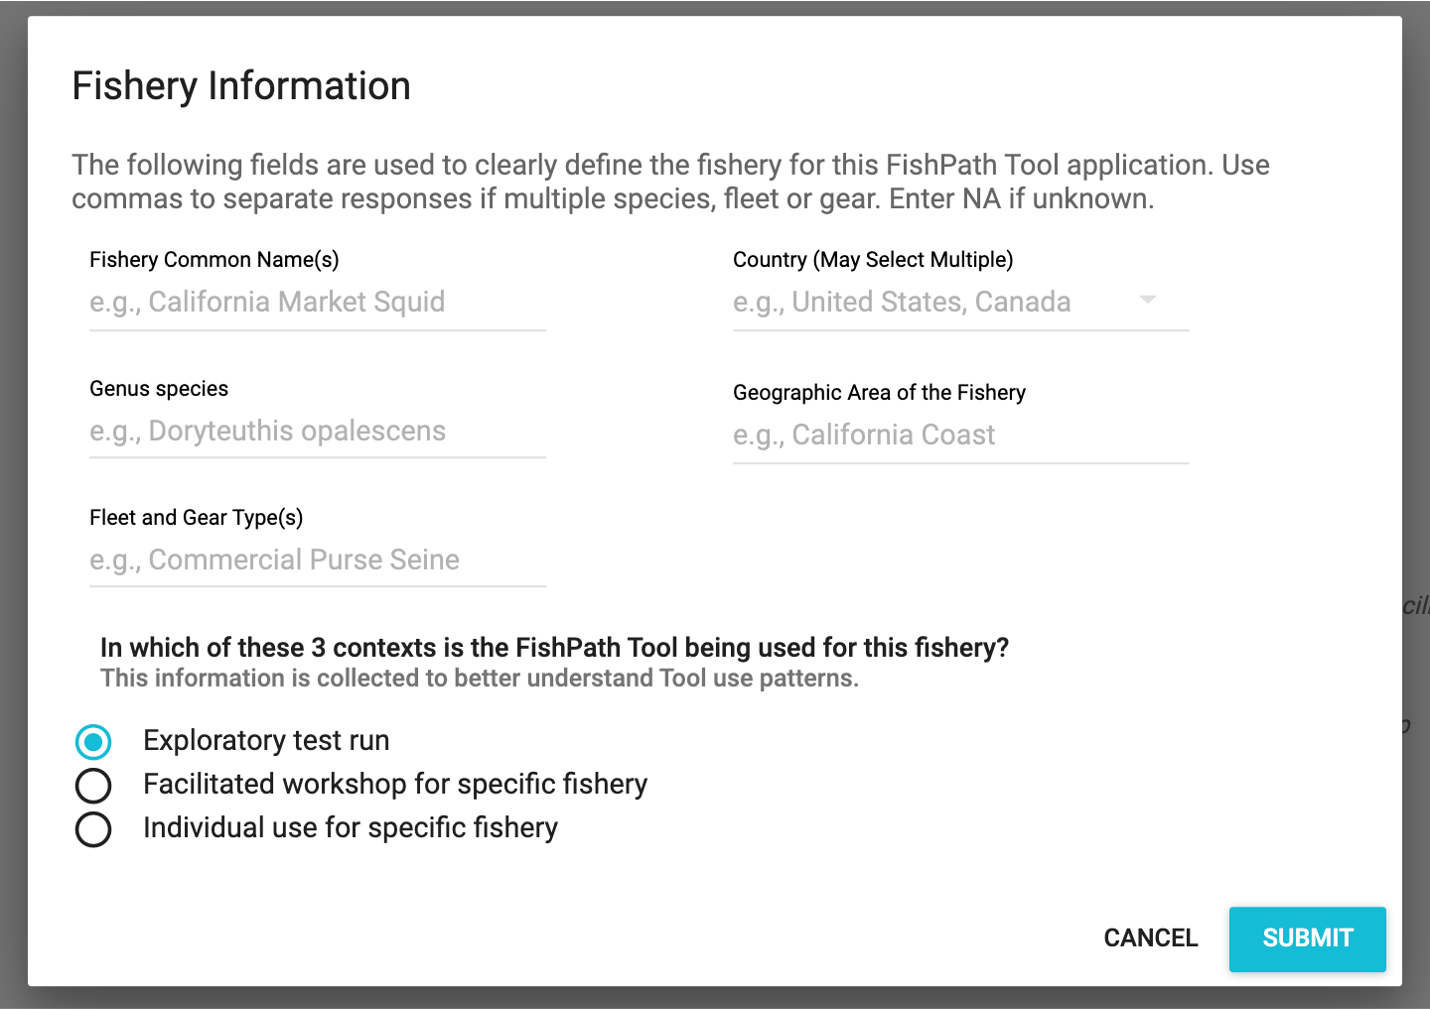 Fishery Information
The following fields are used to clearly define the fishery for this FishPath Tool application. Use
commas to separate responses if multiple species, fleet or gear. Enter NA if unknown.
Fishery Common Name(s)
e.g., California Market Squid
Country (May Select Multiple)
e.g., United States, Canada
Genus species
e.g., Doryteuthis opalescens
Geographic Area of the Fishery
e.g., California Coast
Fleet and Gear Type(s)
e.g., Commercial Purse Seine
In which of these 3 contexts is the FishPath Tool being used for this fishery?
This information is collected to better understand Tool use patterns.
Exploratory test run
Facilitated workshop for specific fishery
Individual use for specific fishery
CANCEL
SUBMIT